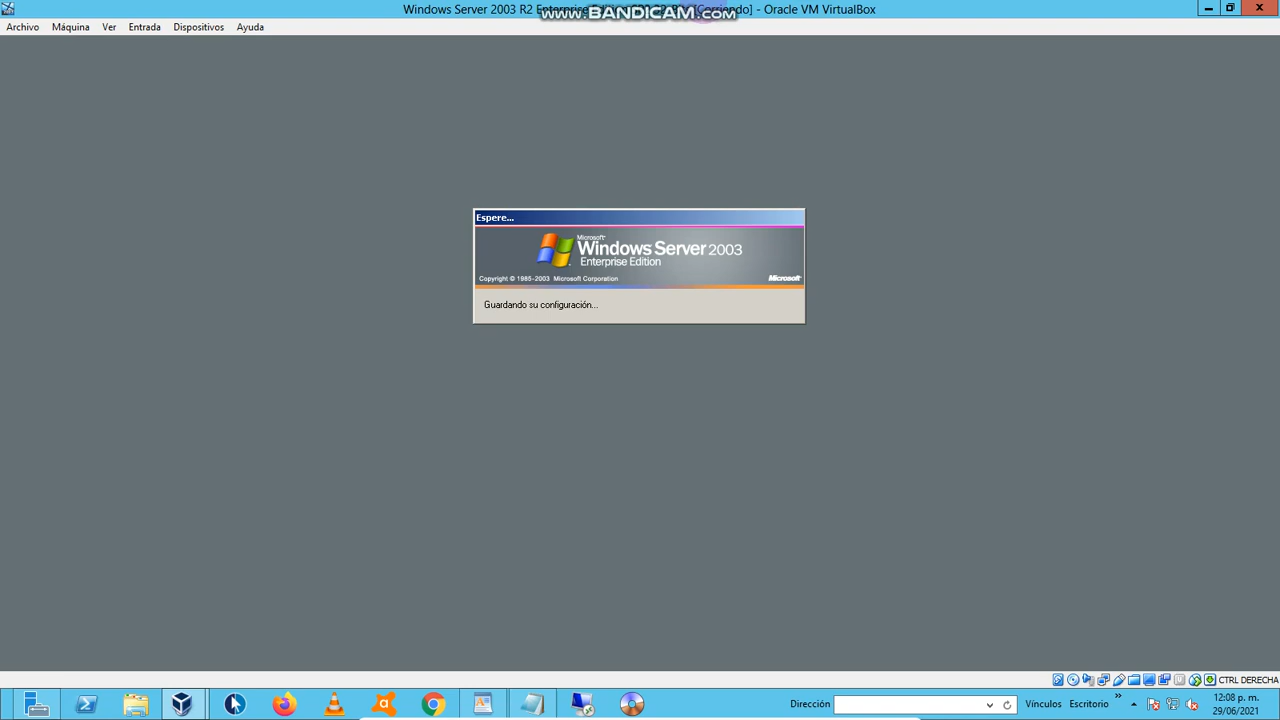 Windows Server 2003 R2 Enterprise
- Oracle VM VirtualBox
www.BANDICAM.com
Archivo Máquina Ver Entrada Dispositivos Ayuda
Espere...
Microsoft
Windows Server 2003
Enterprise Edition
Copyright © 1985-2003 Microsoft Corporation Microsoft
Guardando su configuración...
CTRL DERECHA
Dirección Vínculos Escritorio »
12:08 p.m.
29/06/2021